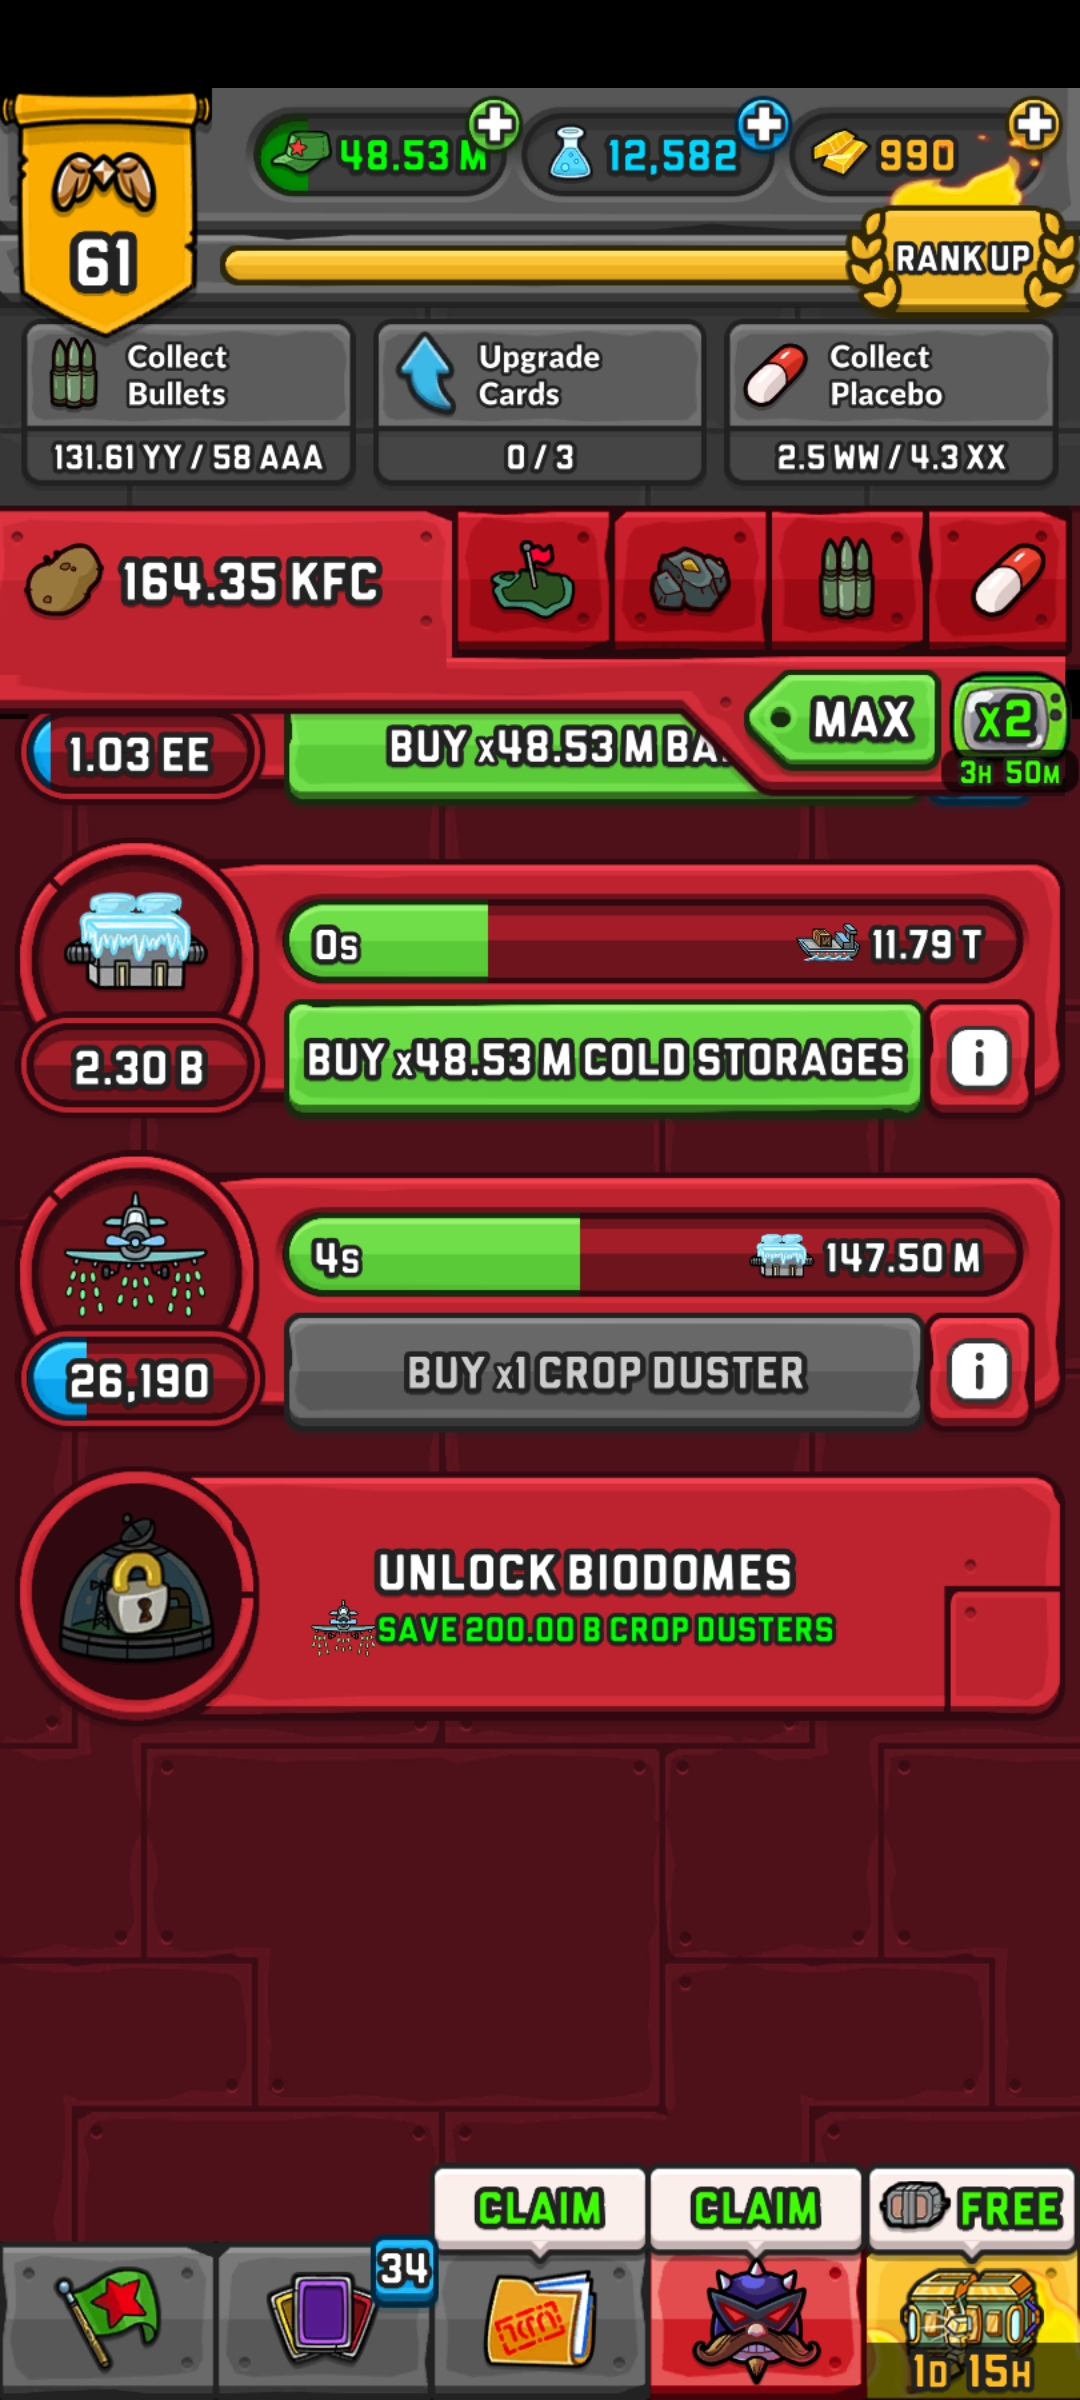 48.53 M
12,582
990
61
RANK UP
Collect
Bullets
131.61 YY / 58 AAA
Upgrade
Cards
0 / 3
Collect
Placebo
2.5 WW / 4.3 XX
164.35 KFC
MAX
x2
3H 50M
1.03 EE
BUY x48.53 M BA
0s
11.79 T
2.30 B
BUY x48.53 M COLD STORAGES
i
4s
147.50 M
26,190
BUY x1 CROP DUSTER
i
UNLOCK BIODOMES
SAVE 200.00 B CROP DUSTERS
CLAIM
CLAIM
FREE
34
1D 15H